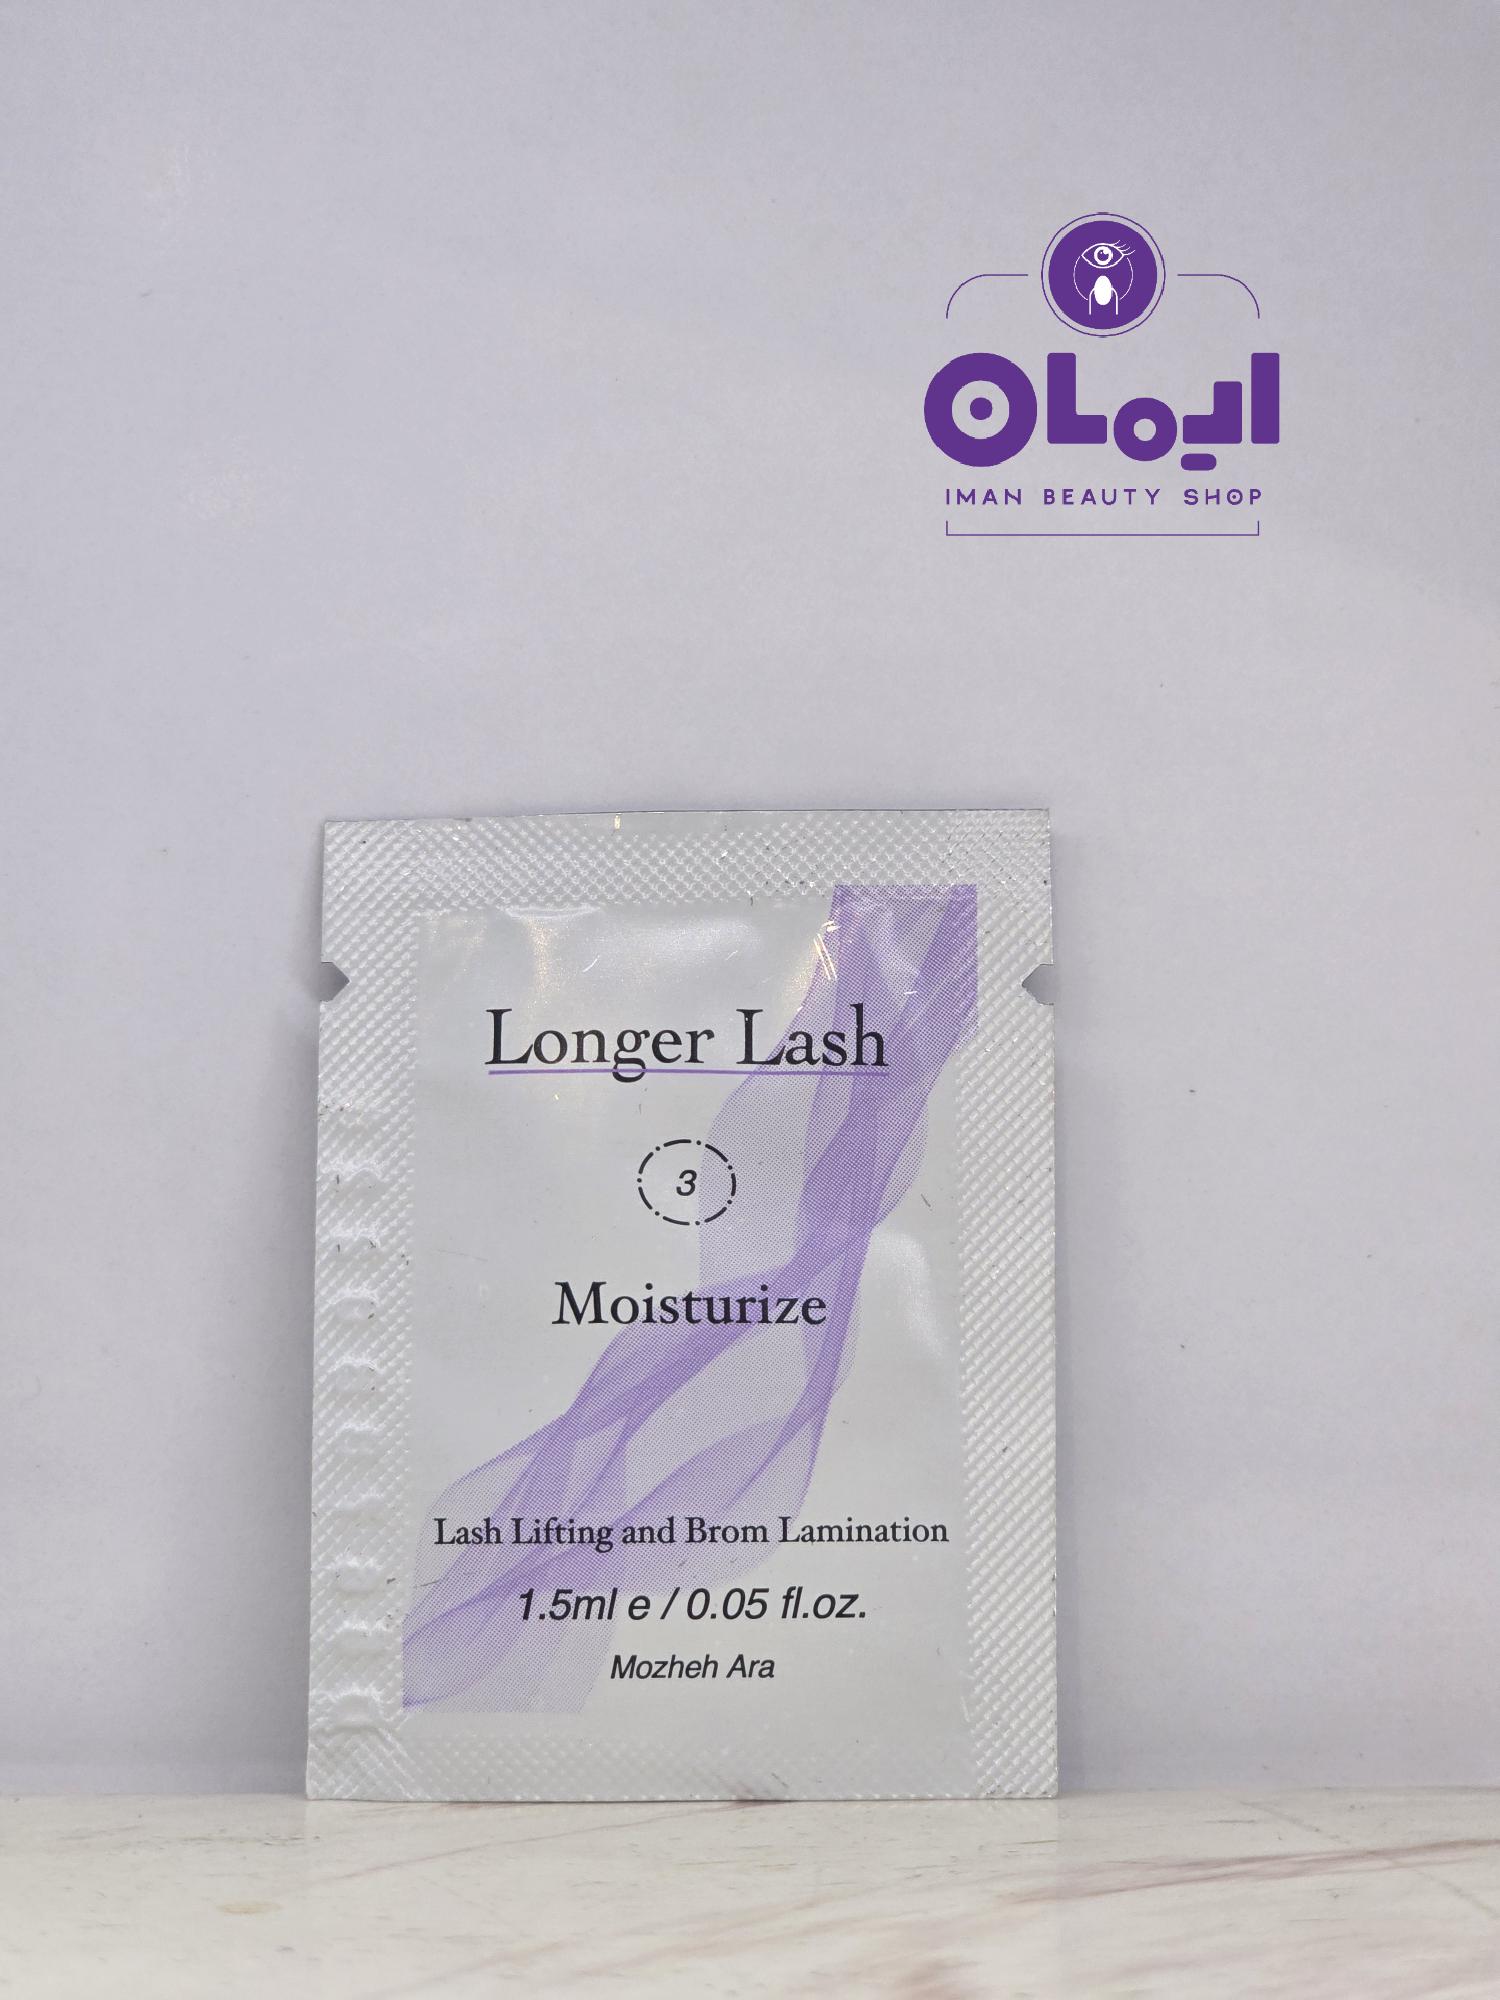 ایمان
IMAN BEAUTY SHOP
Longer Lash
3
Moisturize
Lash Lifting and Brom Lamination
1.5ml e / 0.05 fl.oz.
Mozheh Ara